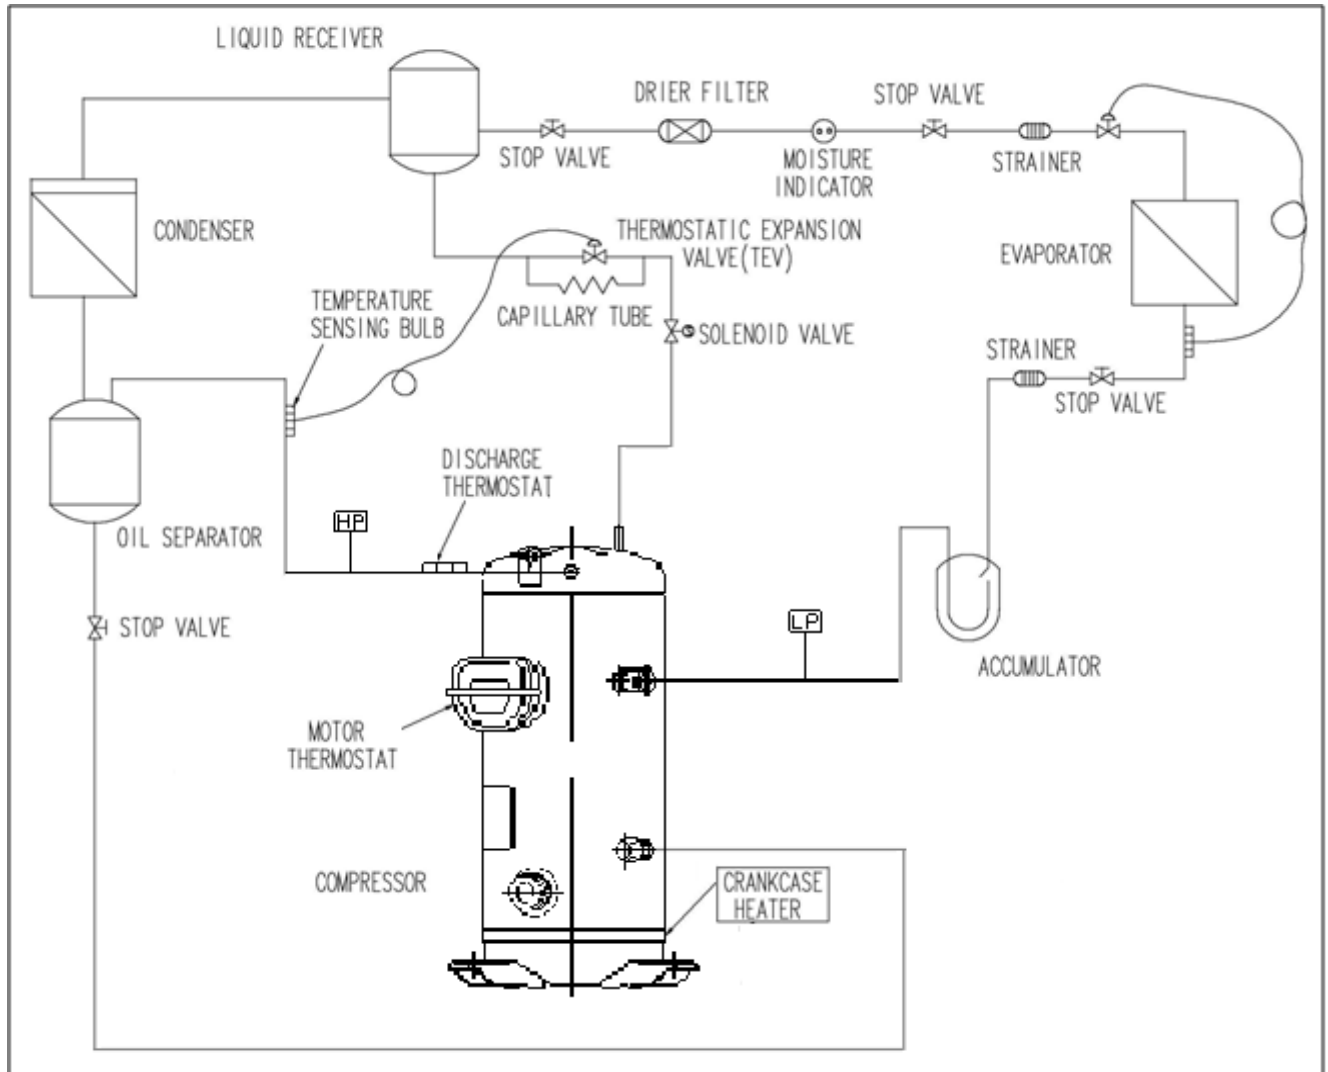 LIQUID RECEIVER
DRIER FILTER
STOP VALVE
STOP VALVE
MOISTURE
INDICATOR
STRAINER
CONDENSER
THERMOSTATIC EXPANSION
VALVE(TEV)
EVAPORATOR
TEMPERATURE
SENSING BULB
CAPILLARY TUBE
S
SOLENOID VALVE
STRAINER
STOP VALVE
DISCHARGE
THERMOSTAT
HP
OIL SEPARATOR
STOP VALVE
LP
ACCUMULATOR
MOTOR
THERMOSTAT
COMPRESSOR
CRANKCASE
HEATER